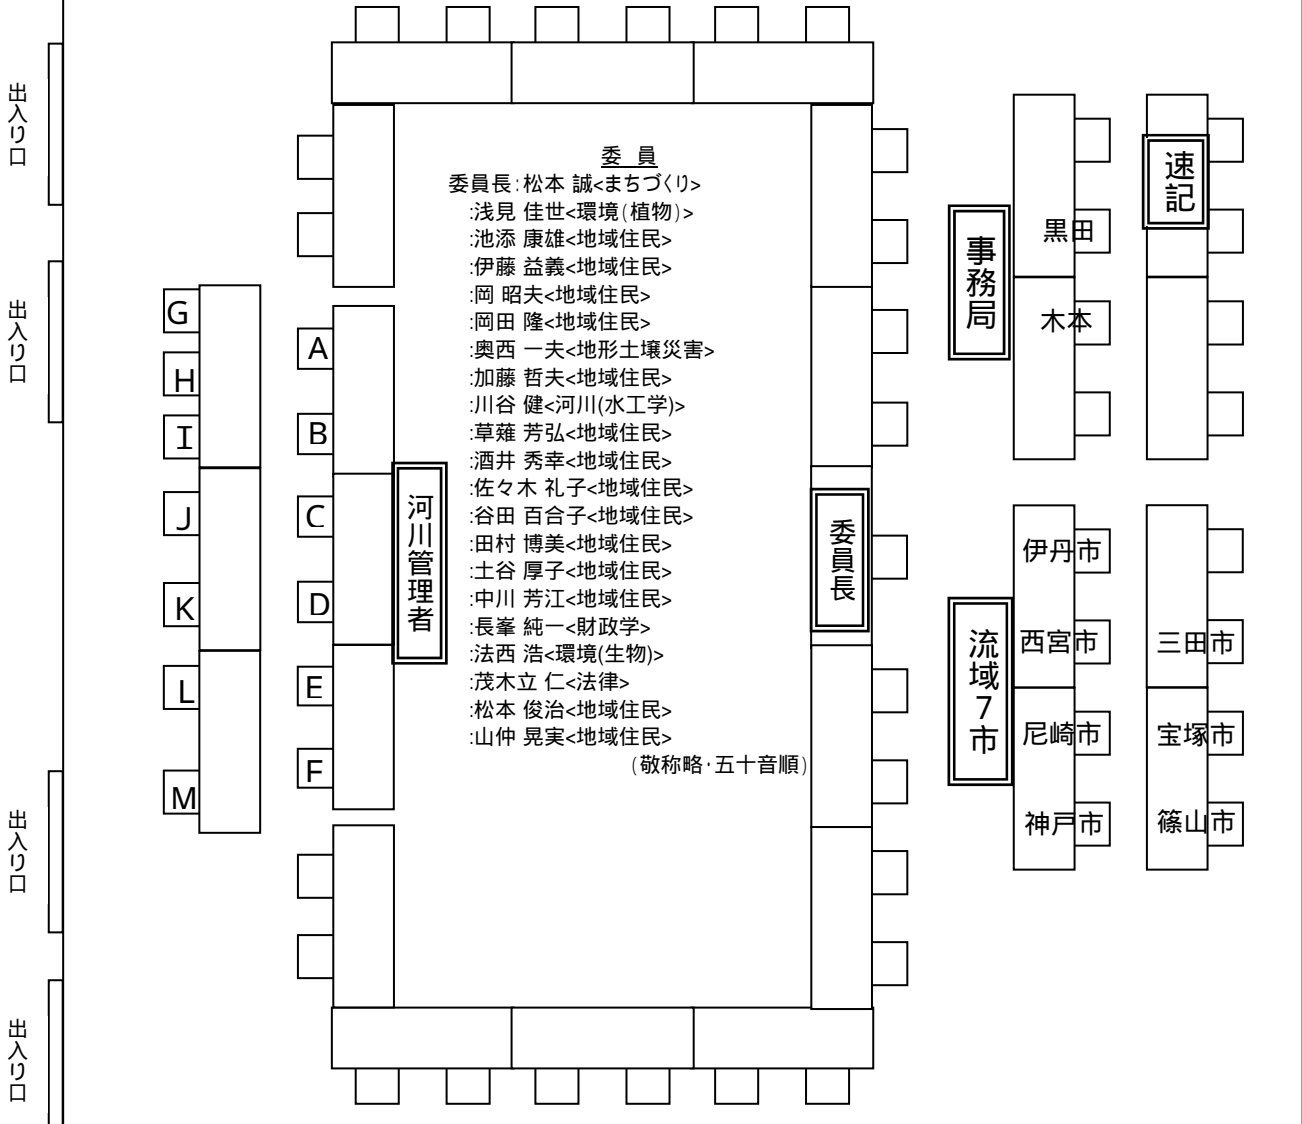 出入り口
出入り口
出入り口
出入り口
G
H
I
J
K
L
M
A
B
C
D
E
F
河川管理者
委 員
委員長:松本 誠<まちづくり>
:浅見 佳世<環境(植物)>
:池添 康雄<地域住民>
:伊藤 益義<地域住民>
:岡 昭夫<地域住民>
:岡田 隆<地域住民>
:奥西 一夫<地形土壌災害>
:加藤 哲夫<地域住民>
:川谷 健<河川(水工学)>
:草薙 芳弘<地域住民>
:酒井 秀幸<地域住民>
:佐々木 礼子<地域住民>
:谷田 百合子<地域住民>
:田村 博美<地域住民>
:土谷 厚子<地域住民>
:中川 芳江<地域住民>
:長峯 純一<財政学>
:法西 浩<環境(生物)>
:茂木立 仁<法律>
:松本 俊治<地域住民>
:山仲 晃実<地域住民>
(敬称略·五十音順)
委員長
事務局
黒田
木本
速記
流域7市
伊丹市
西宮市
尼崎市
神戸市
三田市
宝塚市
篠山市